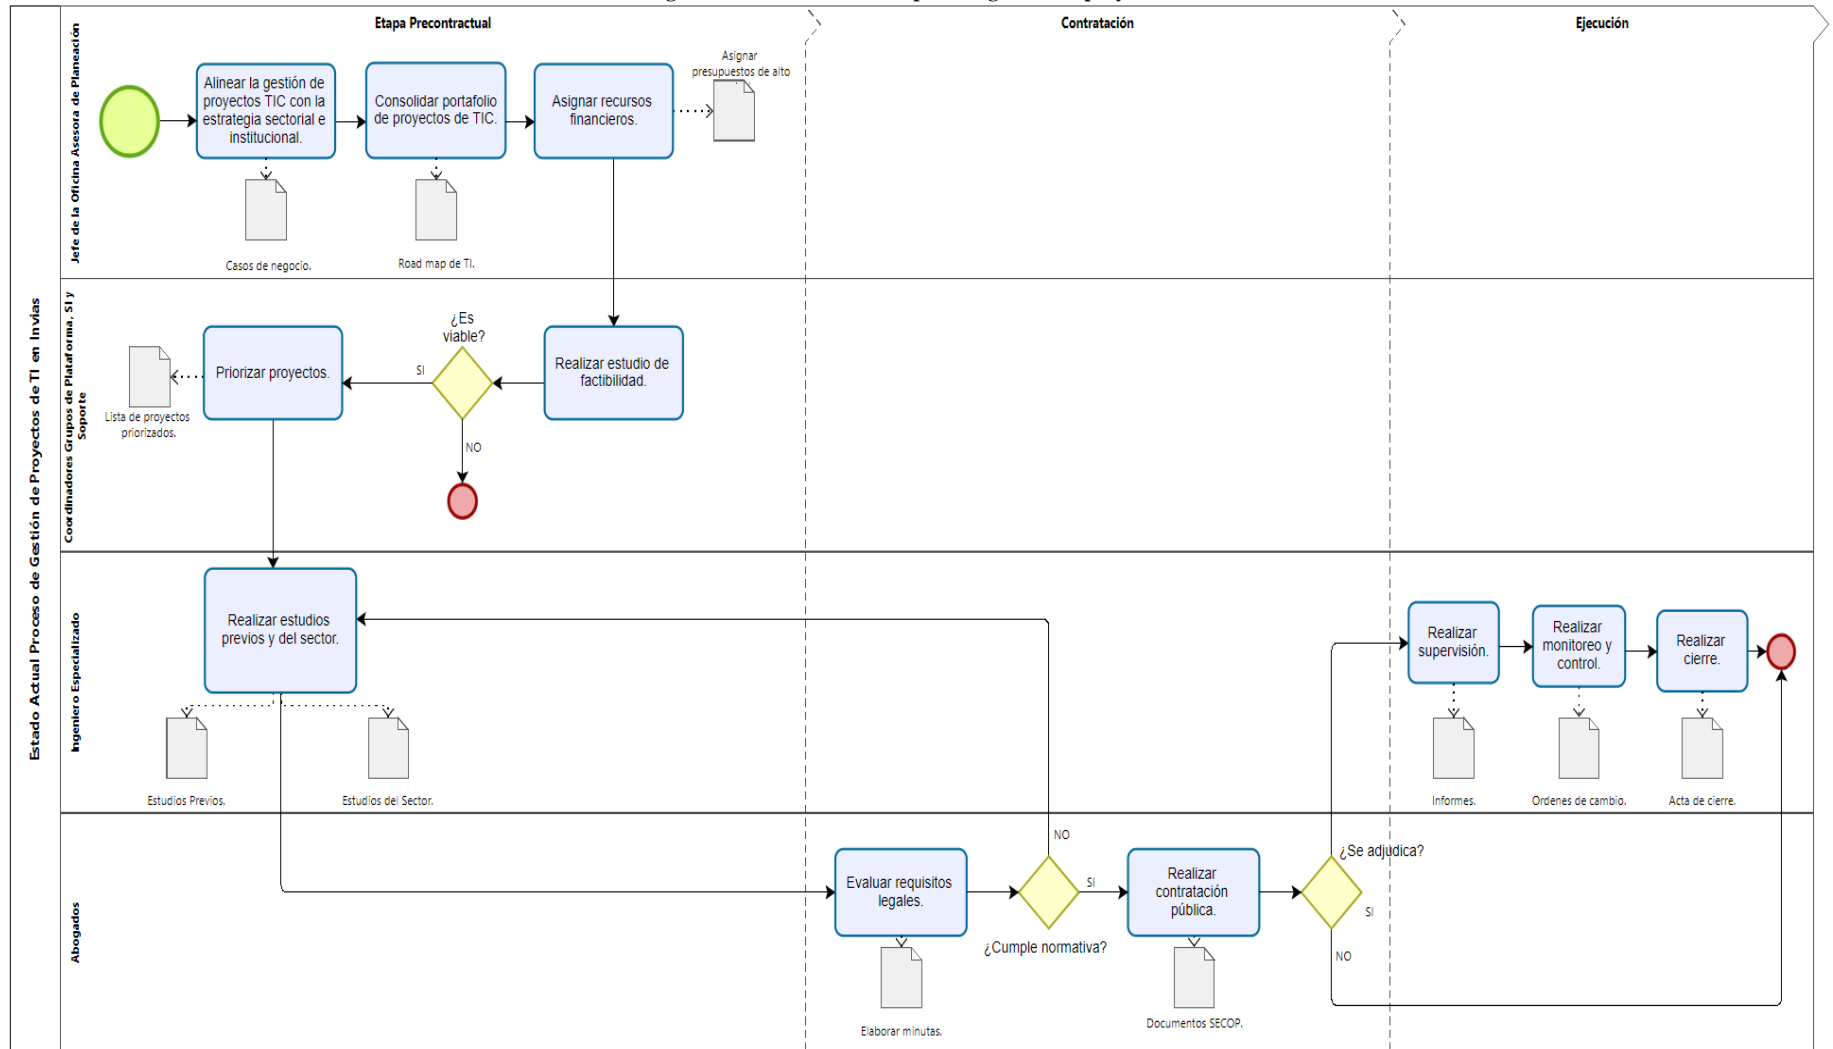 Etapa Precontractual
Contratación
Ejecución
Estado Actual Proceso de Gestión de Proyectos de TI en Invias
Jefe de la Oficina Asesora de Planeación
Alinear la gestión de
proyectos TIC con la
estrategia sectorial e
institucional.
Consolidar portafolio
de proyectos de TIC.
Asignar recursos
financieros.
Asignar
presupuestos de alto
Casos de negocio.
Road map de TI.
Coordinadores Grupos de Plataforma, SI y
Soporte
Priorizar proyectos.
SI
¿Es
viable?
Realizar estudio de
factibilidad.
Lista de proyectos
priorizados.
NO
Ingeniero Especializado
Realizar estudios
previos y del sector.
Estudios Previos.
Estudios del Sector.
Realizar
supervisión.
Realizar
monitoreo y
control.
Realizar
cierre.
Informes.
Ordenes de cambio.
Acta de cierre.
Abogados
Evaluar requisitos
legales.
NO
SI
¿Cumple normativa?
Realizar
contratación
pública.
¿Se adjudica?
SI
NO
Elaborar minutas.
Documentos SECOP.